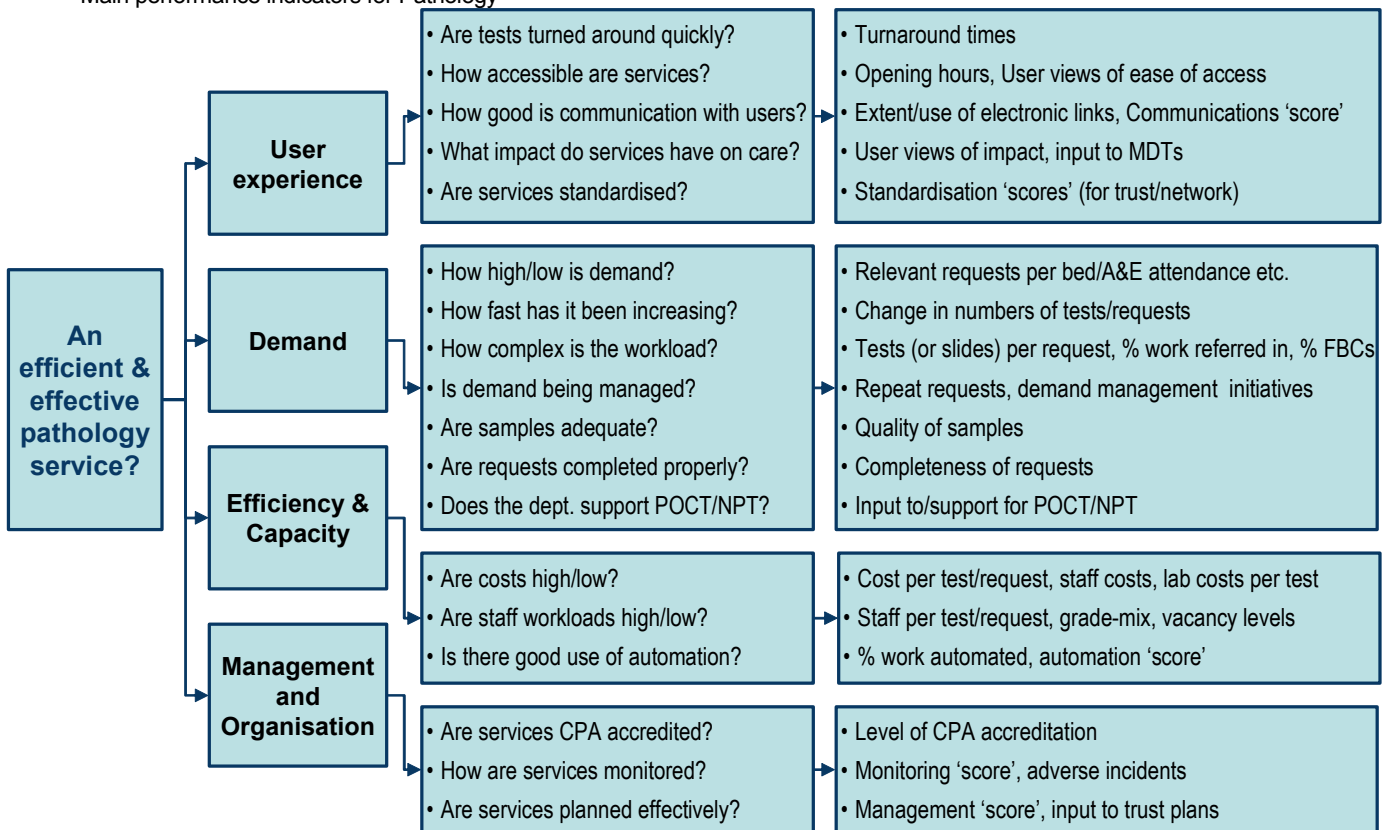 Main performance indicators for Pathology
An
efficient &
effective
pathology
service?
User
experience
• Are tests turned around quickly?
• How accessible are services?
• How good is communication with users?
• What impact do services have on care?
• Are services standardised?
• Turnaround times
• Opening hours, User views of ease of access
• Extent/use of electronic links, Communications ‘score’
• User views of impact, input to MDTs
• Standardisation ‘scores’ (for trust/network)
Demand
• How high/low is demand?
• How fast has it been increasing?
• How complex is the workload?
• Is demand being managed?
• Are samples adequate?
• Are requests completed properly?
• Does the dept. support POCT/NPT?
• Relevant requests per bed/A&E attendance etc.
• Change in numbers of tests/requests
• Tests (or slides) per request, % work referred in, % FBCs
• Repeat requests, demand management initiatives
• Quality of samples
• Completeness of requests
• Input to/support for POCT/NPT
Efficiency &
Capacity
• Are costs high/low?
• Are staff workloads high/low?
• Is there good use of automation?
• Cost per test/request, staff costs, lab costs per test
• Staff per test/request, grade-mix, vacancy levels
• % work automated, automation ‘score’
Management
and
Organisation
• Are services CPA accredited?
• How are services monitored?
• Are services planned effectively?
• Level of CPA accreditation
• Monitoring ‘score’, adverse incidents
• Management ‘score’, input to trust plans